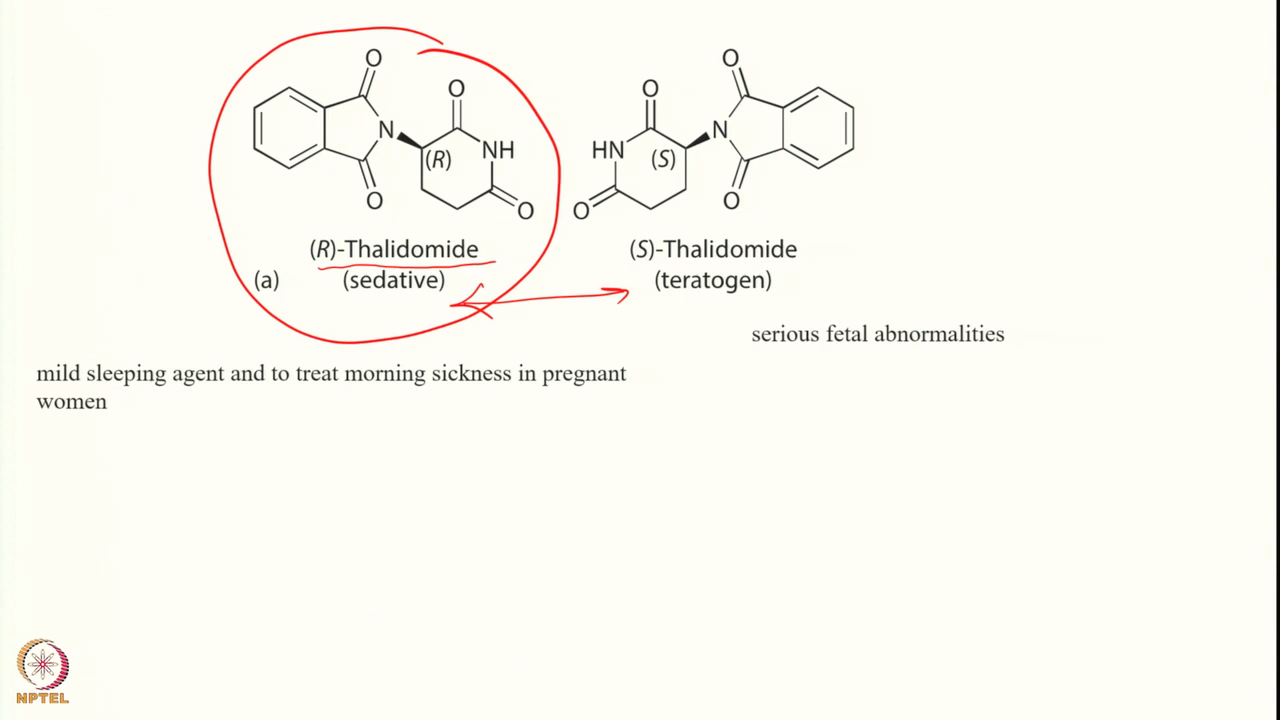 O O
O O
N N
(R) NH HN (S)
O O O O
(R)-Thalidomide (S)-Thalidomide
(a) (sedative) (teratogen)
serious fetal abnormalities
mild sleeping agent and to treat morning sickness in pregnant
women
NPTEL